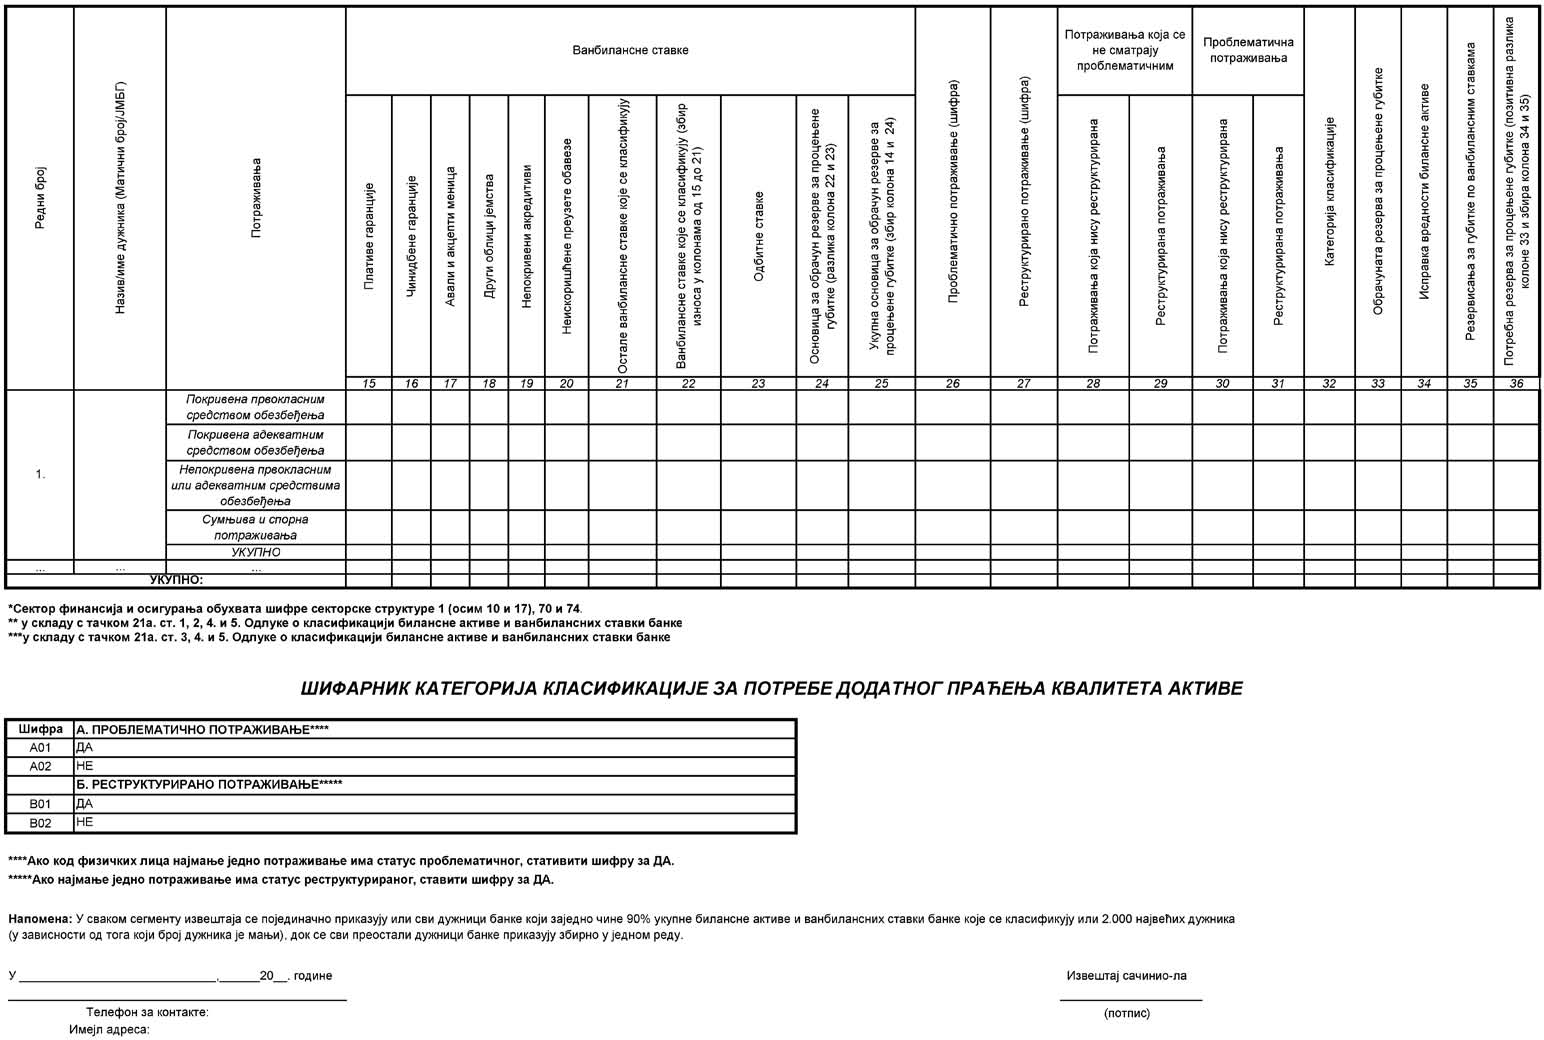 Редни број
Назив/име дужника (Матични број/ЈМБГ)
Потраживања
Ванбилансне ставке
Плативе гаранције
Чинидбене гаранције
Авали и акцепти меница
Други облици јемства
Непокривени акредитиви
Неискоришћене преузете обавезе
Остале ванбилансне ставке које се класификују
Ванбилансне ставке које се класификују (збир
износа у колонама од 15 до 21)
Одбитне ставке
Основица за обрачун резерве за процењене
губитке (разлика колона 22 и 23)
Укупна основица за обрачун резерве за
процењене губитке (збир колона 14 и 24)
Проблематично потраживање (шифра)
Реструктурирано потраживање (шифра)
Потраживања која се
не сматрају
проблематичним
Потраживања која нису реструктурирана
Реструктурирана потраживања
Проблематична
потраживања
Потраживања која нису реструктурирана
Реструктурирана потраживања
Категорија класификације
Обрачуната резерва за процењене губитке
Исправка вредности билансне активе
Резервисања за губитке по ванбилансним ставкама
Потребна резерва за процењене губитке (позитивна разлика
колоне 33 и збира колона 34 и 35)
15 16 17 18 19 20 21 22 23 24 25 26 27 28 29 30 31 32 33 34 35 36
1.
Покривена првокласним
средством обезбеђења
Покривена адекватним
средством обезбеђења
Непокривена првокласним
или адекватним средствима
обезбеђења
Сумњива и спорна
потраживања
УКУПНО
... ... ...
УКУПНО:
*Сектор финансија и осигурања обухвата шифре секторске структуре 1 (осим 10 и 17), 70 и 74.
** у складу с тачком 21а. ст. 1, 2, 4. и 5. Одлуке о класификацији билансне активе и ванбилансних ставки банке
***у складу с тачком 21а. ст. 3, 4. и 5. Одлуке о класификацији билансне активе и ванбилансних ставки банке
ШИФАРНИК КАТЕГОРИЈА КЛАСИФИКАЦИЈЕ ЗА ПОТРЕБЕ ДОДАТНОГ ПРАЋЕЊА КВАЛИТЕТА АКТИВЕ
Шифра А. ПРОБЛЕМАТИЧНО ПОТРАЖИВАЊЕ****
А01 ДА
А02 НЕ
Б. РЕСТРУКТУРИРАНО ПОТРАЖИВАЊЕ*****
B01 ДА
B02 НЕ
****Ако код физичких лица најмање једно потраживање има статус проблематичног, стативити шифру за ДА.
*****Ако најмање једно потраживање има статус реструктурираног, ставити шифру за ДА.
Напомена: У сваком сегменту извештаја се појединачно приказују или сви дужници банке који заједно чине 90% укупне билансне активе и ванбилансних ставки банке које се класификују или 2.000 највећих дужника
(у зависности од тога који број дужника је мањи), док се сви преостали дужници банке приказују збирно у једном реду.
У ____________________________,______20__. године
Извештај сачинио-ла
Телефон за контакте:
(потпис)
Имејл адреса: